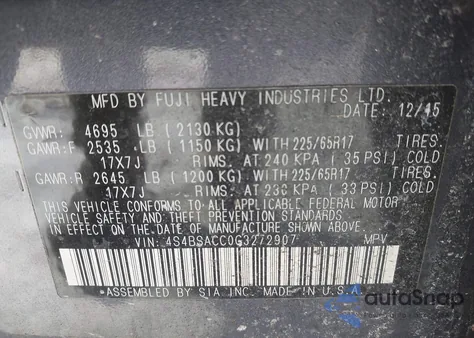 MFD BY FUJI HEAVY INDUSTRIES LTD.
DATE: 12/15
GVWR: 4695 LB (2130 KG)
GAWR:F 2535 LB (1150 KG) WITH 225/65R17 TIRES.
17X7J RIMS. AT 240 KPA (35 PSI) COLD
GAWR:R 2645 LB (1200 KG) WITH 225/65R17 TIRES.
17X7J RIMS. AT 230 KPA (33 PSI) COLD
THIS VEHICLE CONFORMS TO ALL APPLICABLE FEDERAL MOTOR
VEHICLE SAFETY AND THEFT PREVENTION STANDARDS
IN EFFECT ON THE DATE OF MANUFACTURE SHOWN ABOVE.
VIN: 4S4BSACC0G3272907 MPV
*ASSEMBLED BY SIA INC. MADE IN U.S.A.
autoSnap